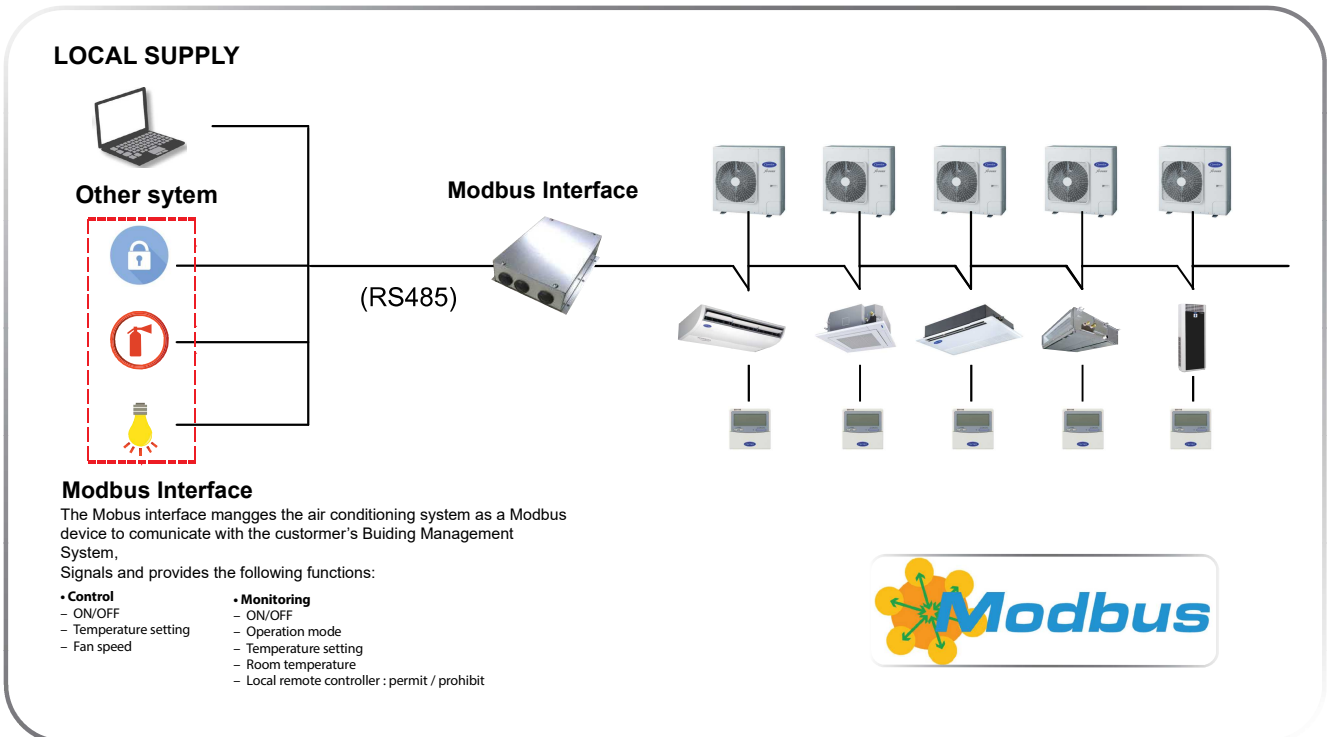 LOCAL SUPPLY
Other sytem
Modbus Interface
(RS485)
Modbus Interface
The Mobus interface mangges the air conditioning system as a Modbus
device to comunicate with the custormer's Buiding Management
System,
Signals and provides the following functions:
• Control
– ON/OFF
– Temperature setting
– Fan speed
• Monitoring
– ON/OFF
– Operation mode
– Temperature setting
– Room temperature
– Local remote controller : permit / prohibit
Modbus